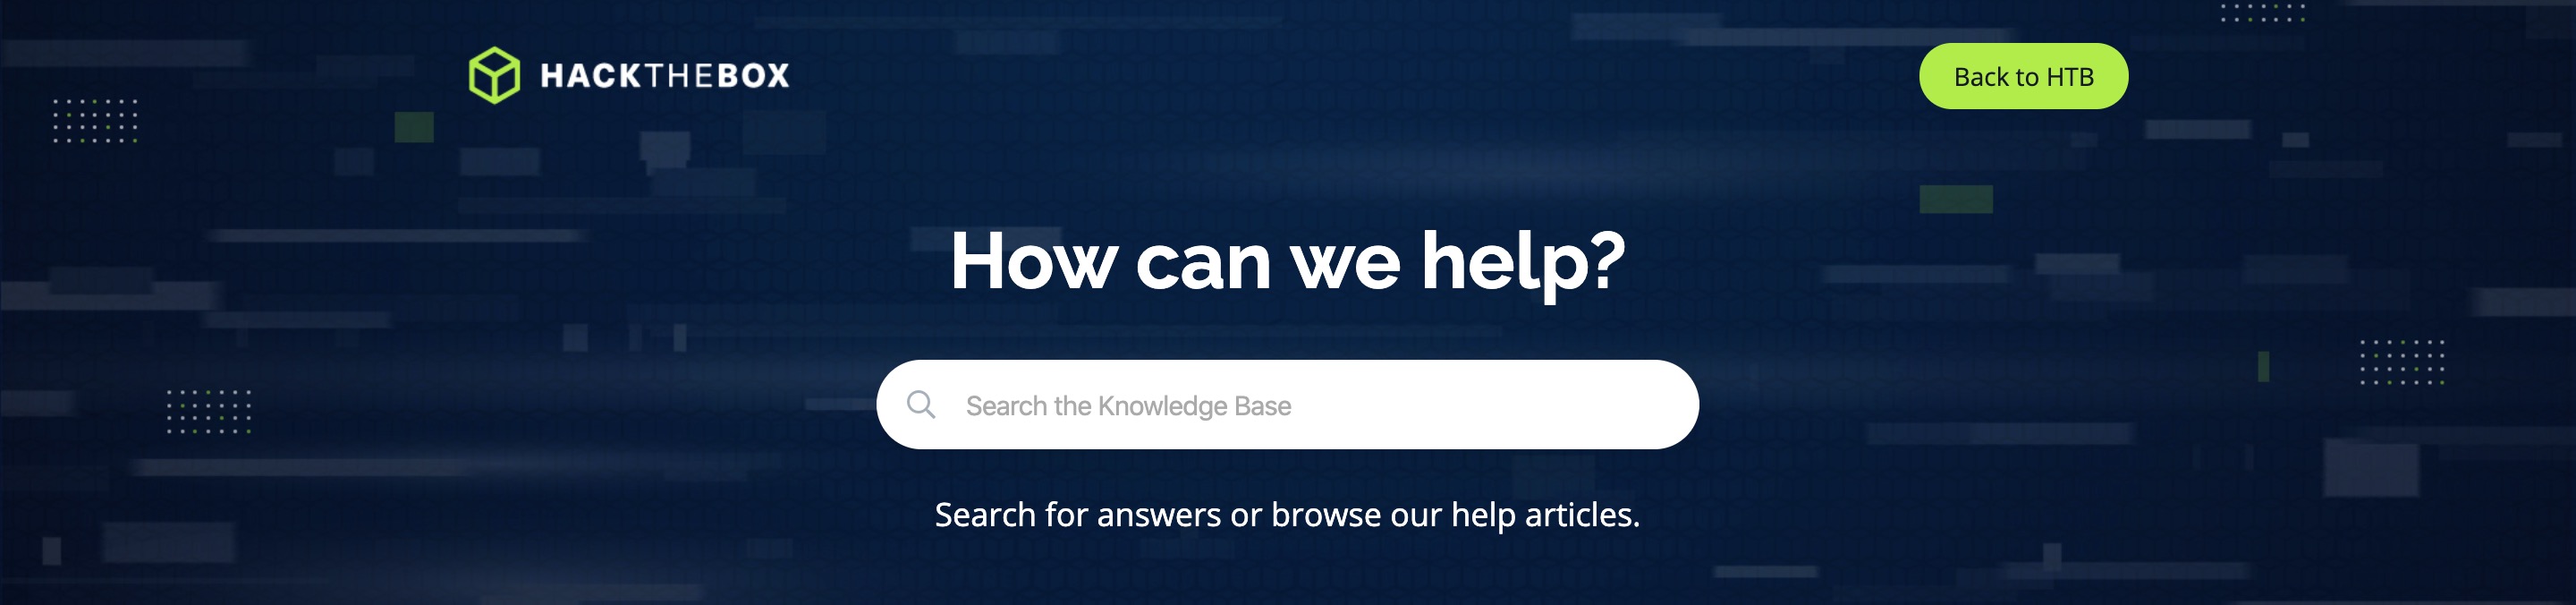 HACKTHEBOX
Back to HTB
How can we help?
Search the Knowledge Base
Search for answers or browse our help articles.